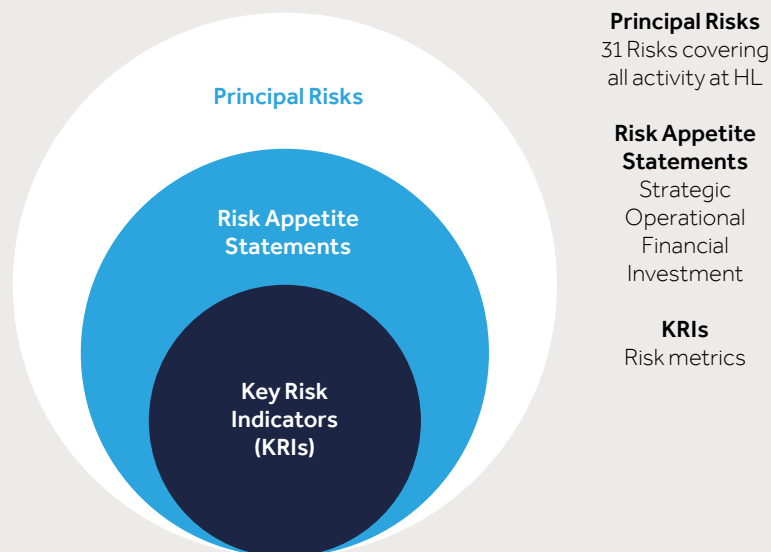 Principal Risks
Risk Appetite
Statements
Key Risk
Indicators
(KRIs)
Principal Risks
31 Risks covering
all activity at HL
Risk Appetite
Statements
Strategic
Operational
Financial
Investment
KRIs
Risk metrics